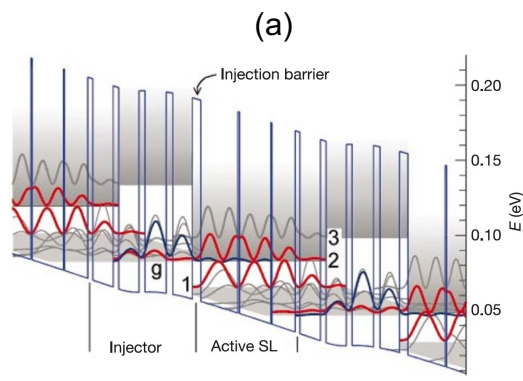 (a)
Injection barrier
0.20
0.15
3
0.10
2
g
1
0.05
E (eV)
Injector
Active SL